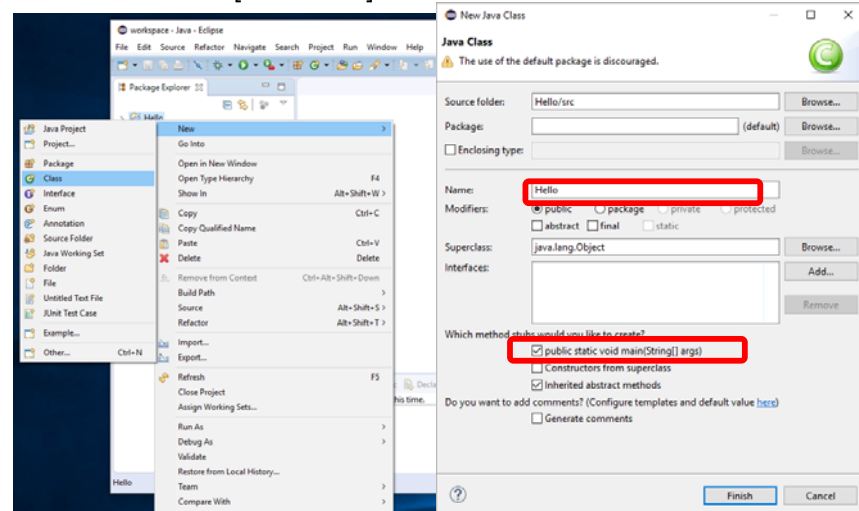 workspace - Java - Eclipse
File Edit Source Refactor Navigate Search Project Run Window Help
Package Explorer
Hello
Java Project
Project...
Package
Class
Interface
Enum
Annotation
Source Folder
Java Working Set
Folder
File
Untitled Text File
JUnit Test Case
Example...
Other... Ctrl+N
New
Go Into
Open in New Window
Open Type Hierarchy F4
Show In Alt+Shift+W >
Copy Ctrl+C
Copy Qualified Name
Paste Ctrl+V
Delete Delete
Remove from Context Ctrl+Alt+Shift+Down
Build Path
Source Alt+Shift+S >
Refactor Alt+Shift+T >
Import...
Export...
Refresh F5
Close Project
Assign Working Sets...
Run As
Debug As
Validate
Restore from Local History...
Team
Compare With
his time.
Hello
New Java Class
Java Class
The use of the default package is discouraged.
Source folder: Hello/src Browse...
Package: (default) Browse...
Enclosing type: Browse...
Name: Hello
Modifiers: public package private protected
abstract final static
Superclass: java.lang.Object Browse...
Interfaces: Add...
Remove
Which method stubs would you like to create?
public static void main(String[] args)
Constructors from superclass
Inherited abstract methods
Do you want to add comments? (Configure templates and default value here)
Generate comments
? Finish Cancel